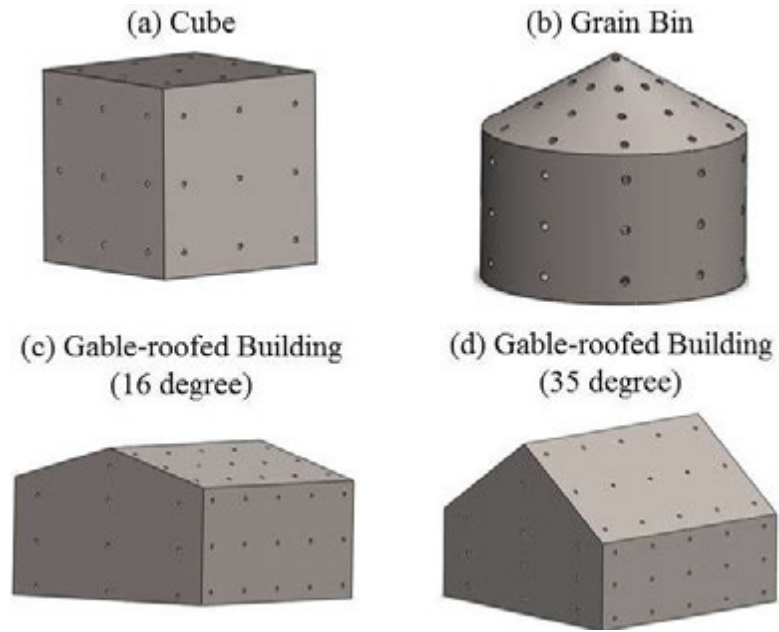 (a) Cube
(b) Grain Bin
(c) Gable-roofed Building
(16 degree)
(d) Gable-roofed Building
(35 degree)